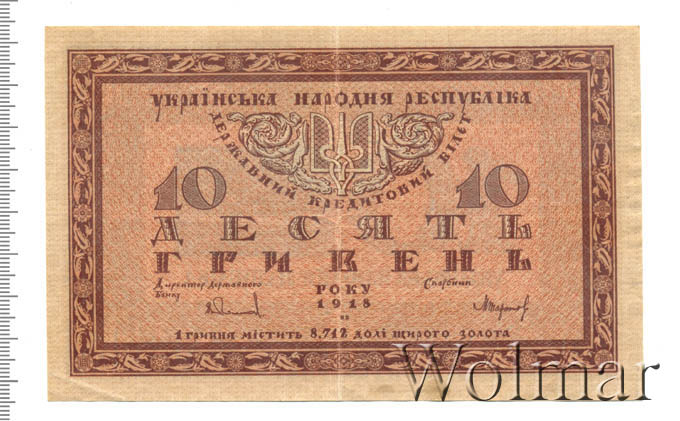 УКРАЇНСЬКА НАРОДНЯ РЕСПУБЛІКА
ДЕРЖАВНИЙ КРЕДИТОВИЙ БІЛЕТ
10 10
ДЕСЯТЬ
ГРИВЕНЬ
Директор Державного Скарбник
Банку
РОКУ
1918
1 ГРИВНЯ МІСТИТЬ 8,712 ДОЛІ ЩИРОГО ЗОЛОТА
Wolmar